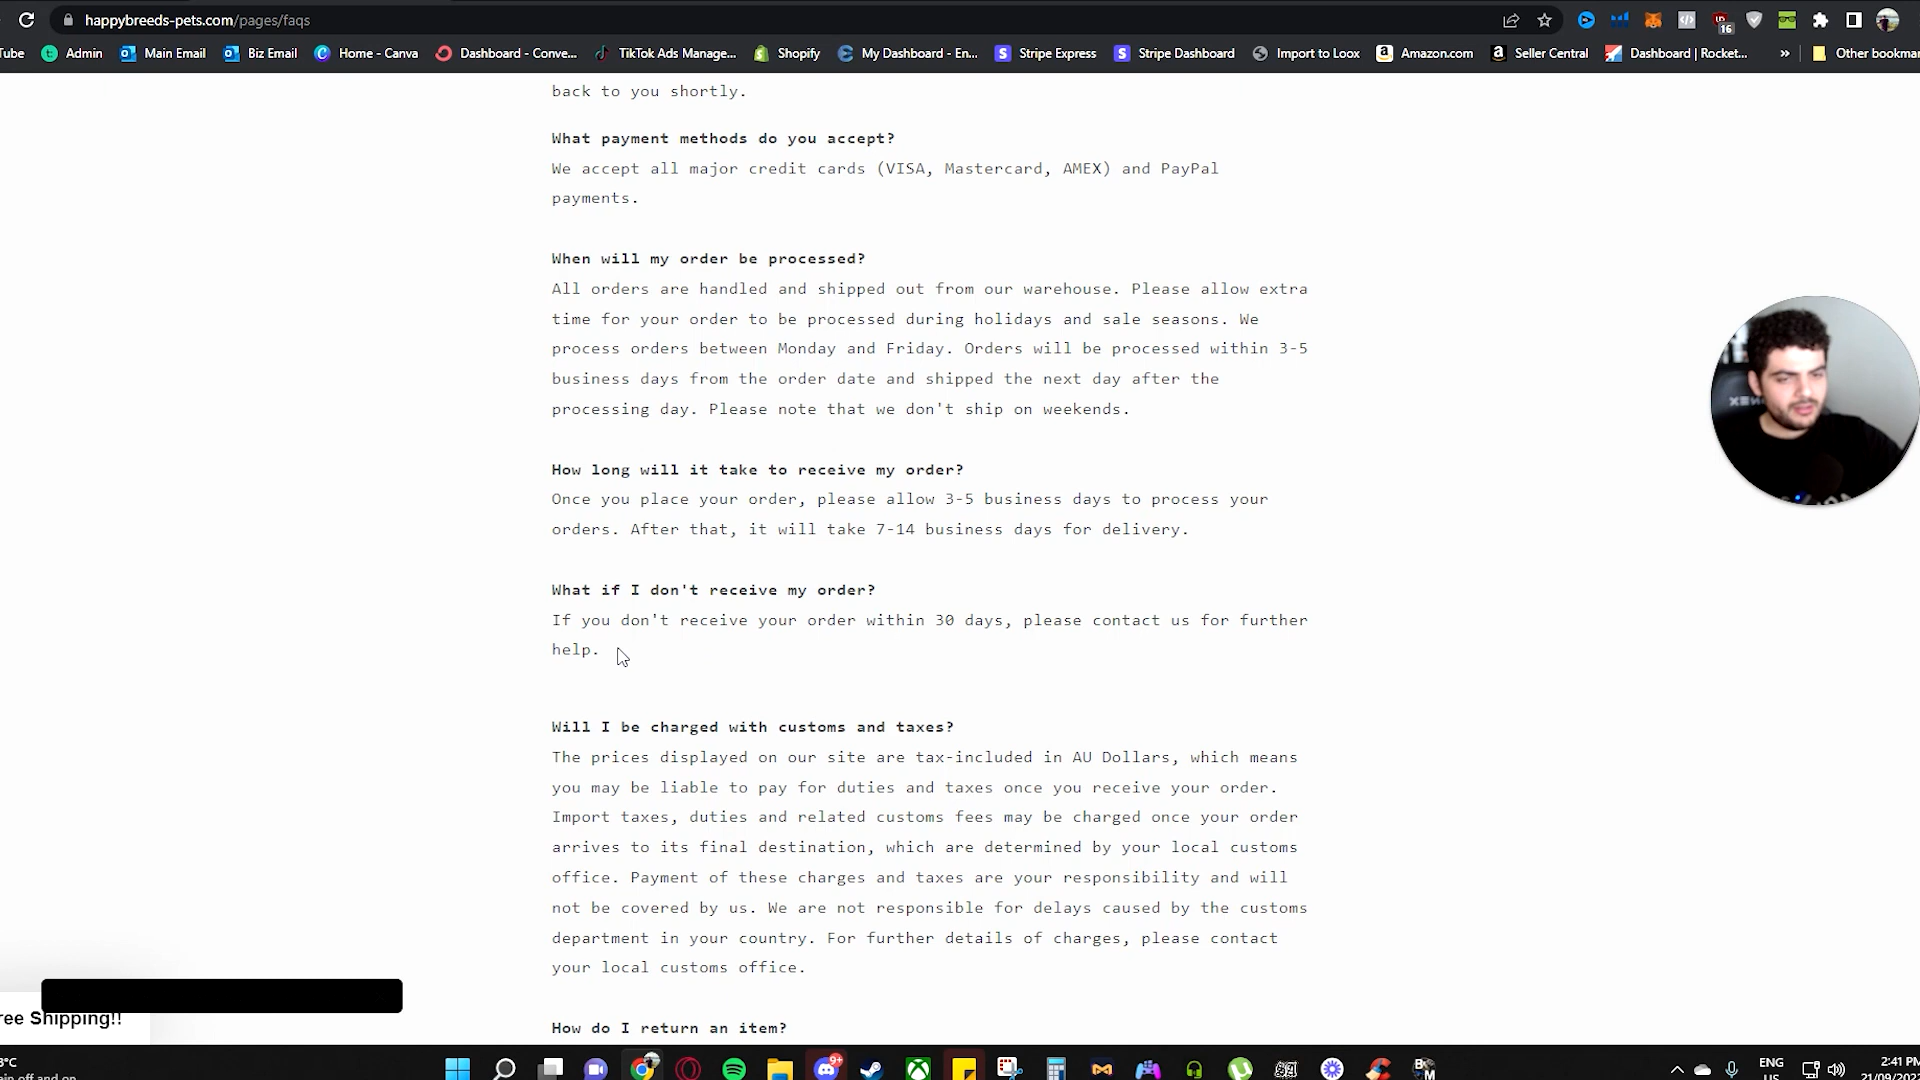 happybreeds-pets.com/pages/faqs
16
Tube Admin Main Email Biz Email Home - Canva Dashboard - Conve... TikTok Ads Manage... Shopify My Dashboard - En... Stripe Express Stripe Dashboard Import to Loox Amazon.com Seller Central Dashboard | Rocket... » Other bookmar
back to you shortly.
What payment methods do you accept?
We accept all major credit cards (VISA, Mastercard, AMEX) and PayPal
payments.
When will my order be processed?
All orders are handled and shipped out from our warehouse. Please allow extra
time for your order to be processed during holidays and sale seasons. We
process orders between Monday and Friday. Orders will be processed within 3-5
business days from the order date and shipped the next day after the
processing day. Please note that we don't ship on weekends.
How long will it take to receive my order?
Once you place your order, please allow 3-5 business days to process your
orders. After that, it will take 7-14 business days for delivery.
What if I don't receive my order?
If you don't receive your order within 30 days, please contact us for further
help.
Will I be charged with customs and taxes?
The prices displayed on our site are tax-included in AU Dollars, which means
you may be liable to pay for duties and taxes once you receive your order.
Import taxes, duties and related customs fees may be charged once your order
arrives to its final destination, which are determined by your local customs
office. Payment of these charges and taxes are your responsibility and will
not be covered by us. We are not responsible for delays caused by the customs
department in your country. For further details of charges, please contact
your local customs office.
ree Shipping!!
How do I return an item?
9+
ENG
US
2:41 PM